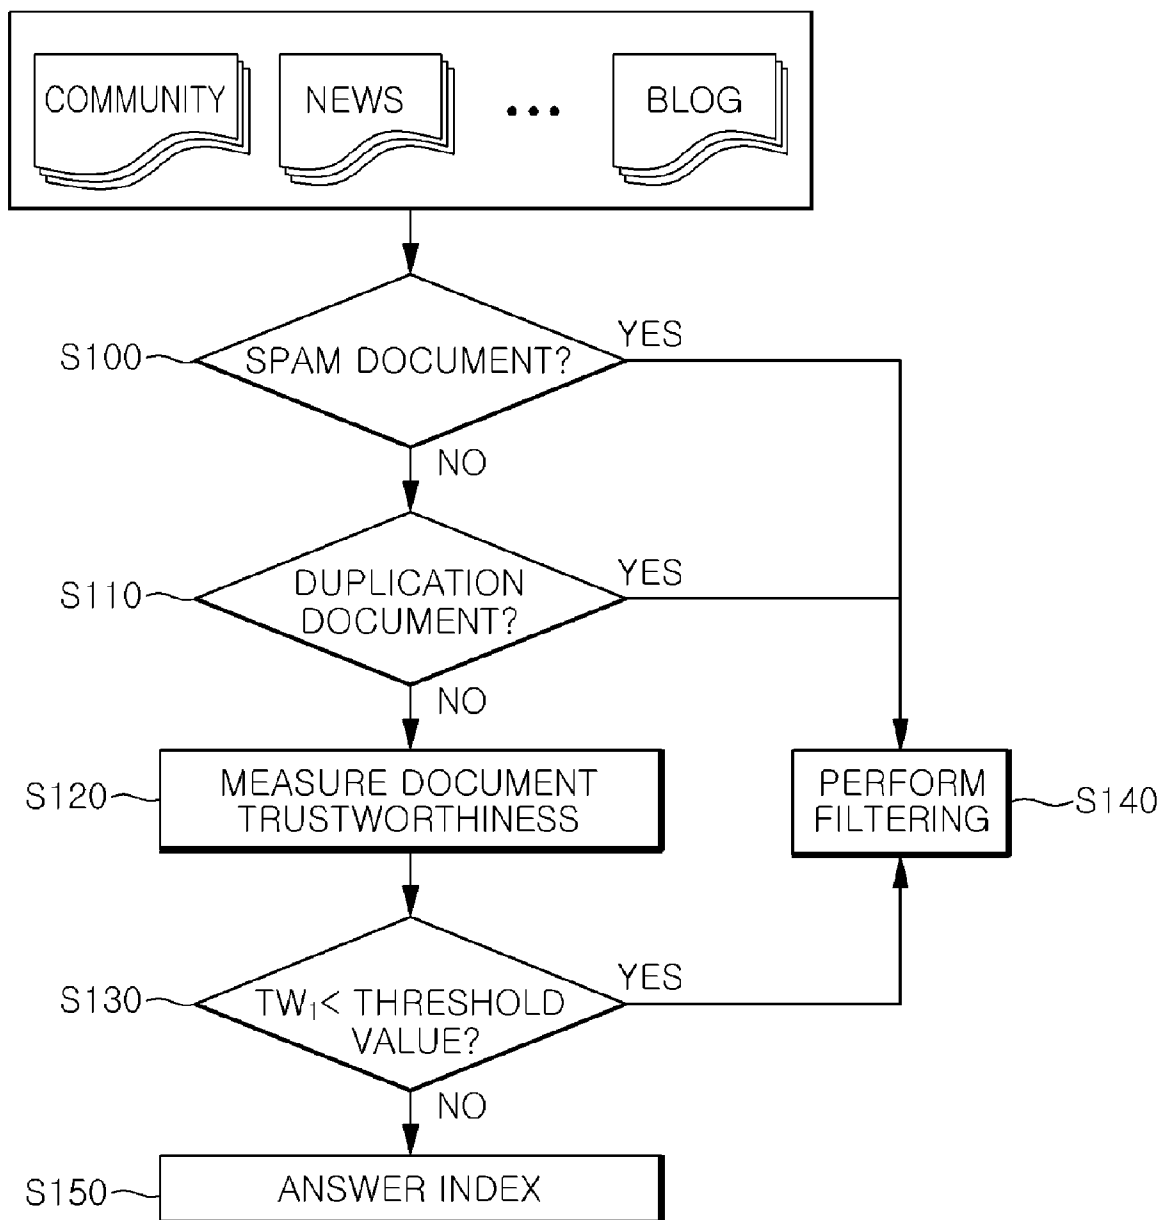 COMMUNITY
NEWS
•••
BLOG
S100
SPAM DOCUMENT?
YES
NO
S110
DUPLICATION
DOCUMENT?
YES
NO
S120
MEASURE DOCUMENT
TRUSTWORTHINESS
PERFORM
FILTERING
S140
S130
TW₁< THRESHOLD
VALUE?
YES
NO
S150
ANSWER INDEX